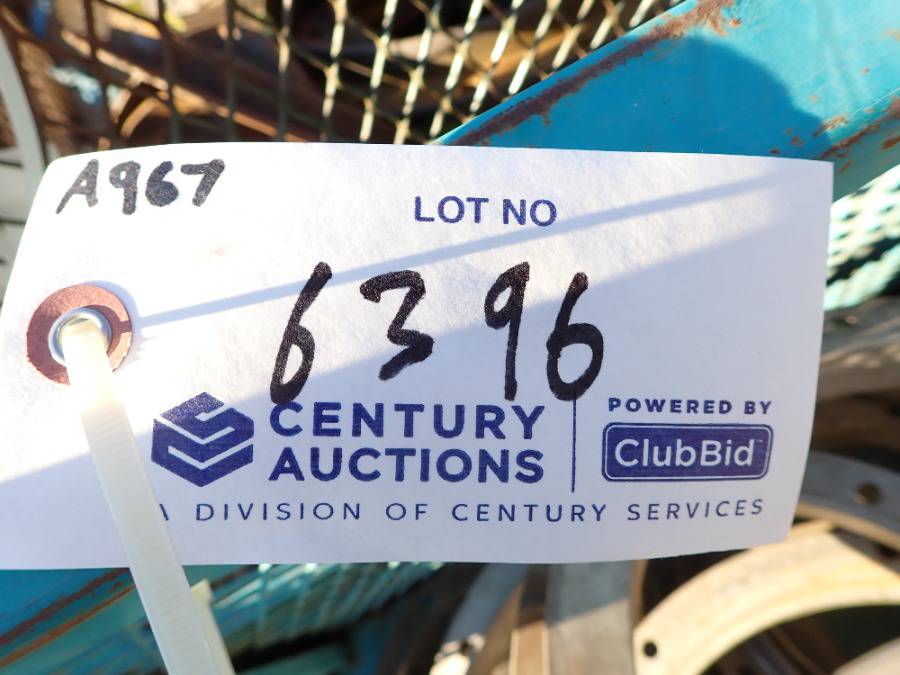 A967
LOT NO
6396
CENTURY
AUCTIONS
POWERED BY
ClubBid
A DIVISION OF CENTURY SERVICES